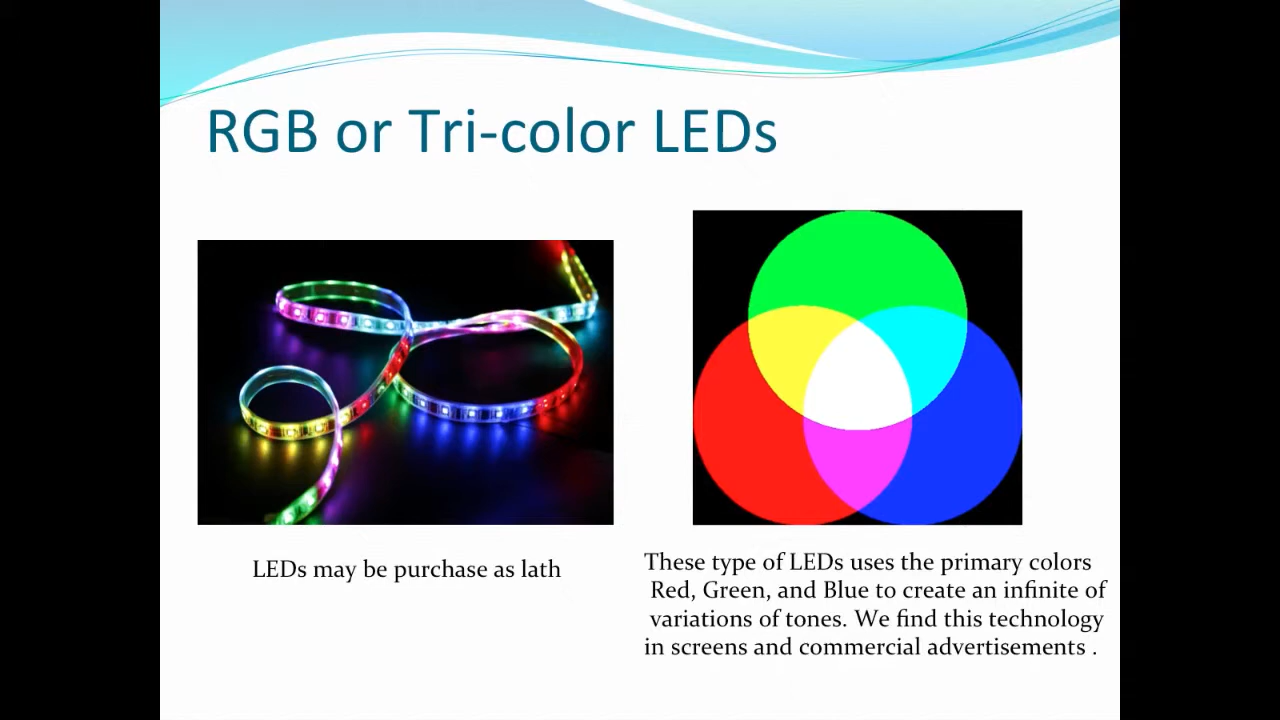 RGB or Tri-color LEDs
LEDs may be purchase as lath
These type of LEDs uses the primary colors
Red, Green, and Blue to create an infinite of
variations of tones. We find this technology
in screens and commercial advertisements .